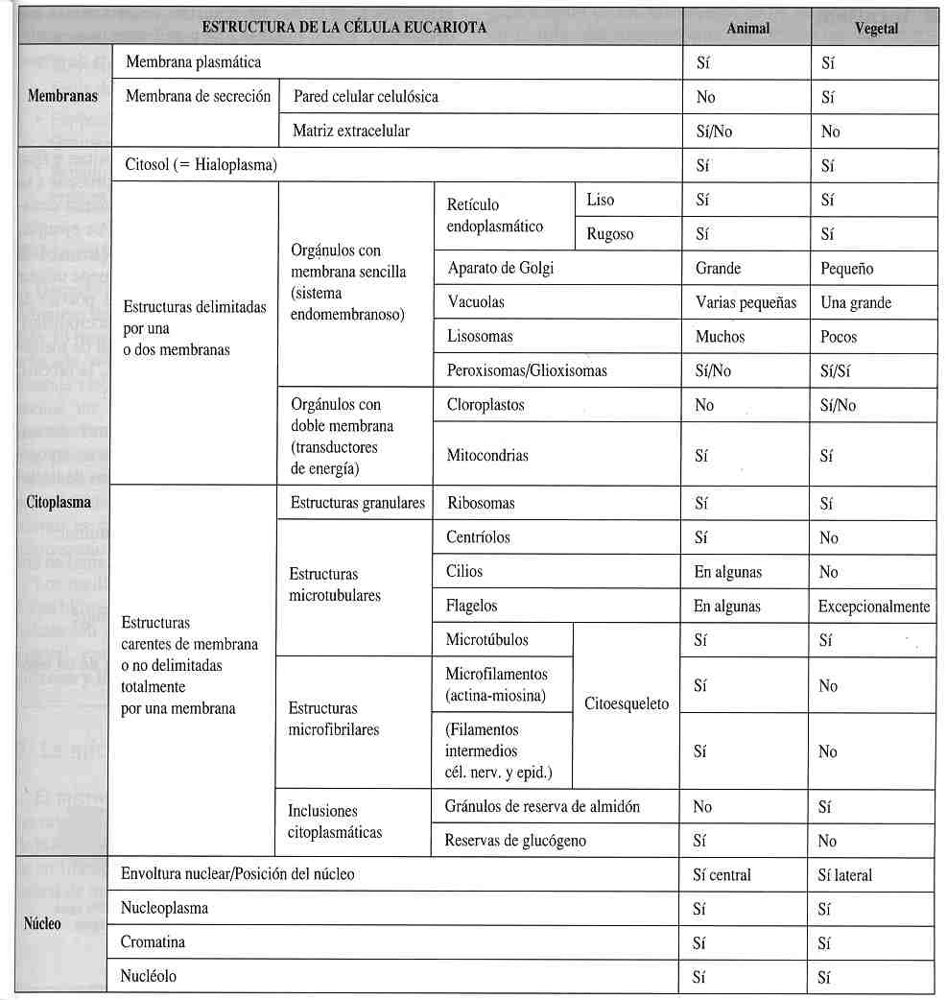 ESTRUCTURA DE LA CÉLULA EUCARIOTA Animal Vegetal
Membranas
Membrana plasmática Sí Sí
Membrana de secreción Pared celular celulósica No Sí
Matriz extracelular Sí/No No
Citoplasma
Citosol (= Hialoplasma) Sí Sí
Estructuras delimitadas
por una
o dos membranas
Orgánulos con
membrana sencilla
(sistema
endomembranoso)
Retículo
endoplasmático
Liso Sí Sí
Rugoso Sí Sí
Aparato de Golgi Grande Pequeño
Vacuolas Varias pequeñas Una grande
Lisosomas Muchos Pocos
Peroxisomas/Glioxisomas Sí/No Sí/Sí
Orgánulos con
doble membrana
(transductores
de energía)
Cloroplastos No Sí/No
Mitocondrias Sí Sí
Estructuras
carentes de membrana
o no delimitadas
totalmente
por una membrana
Estructuras granulares Ribosomas Sí Sí
Estructuras
microtubulares
Centríolos Sí No
Cilios En algunas No
Flagelos En algunas Excepcionalmente
Microtúbulos Sí Sí
Citoesqueleto
Estructuras
microfibrilares
Microfilamentos
(actina-miosina)
Sí No
(Filamentos
intermedios
cél. nerv. y epid.)
Sí No
Inclusiones
citoplasmáticas
Gránulos de reserva de almidón No Sí
Reservas de glucógeno Sí No
Núcleo
Envoltura nuclear/Posición del núcleo Sí central Sí lateral
Nucleoplasma Sí Sí
Cromatina Sí Sí
Nucléolo Sí Sí